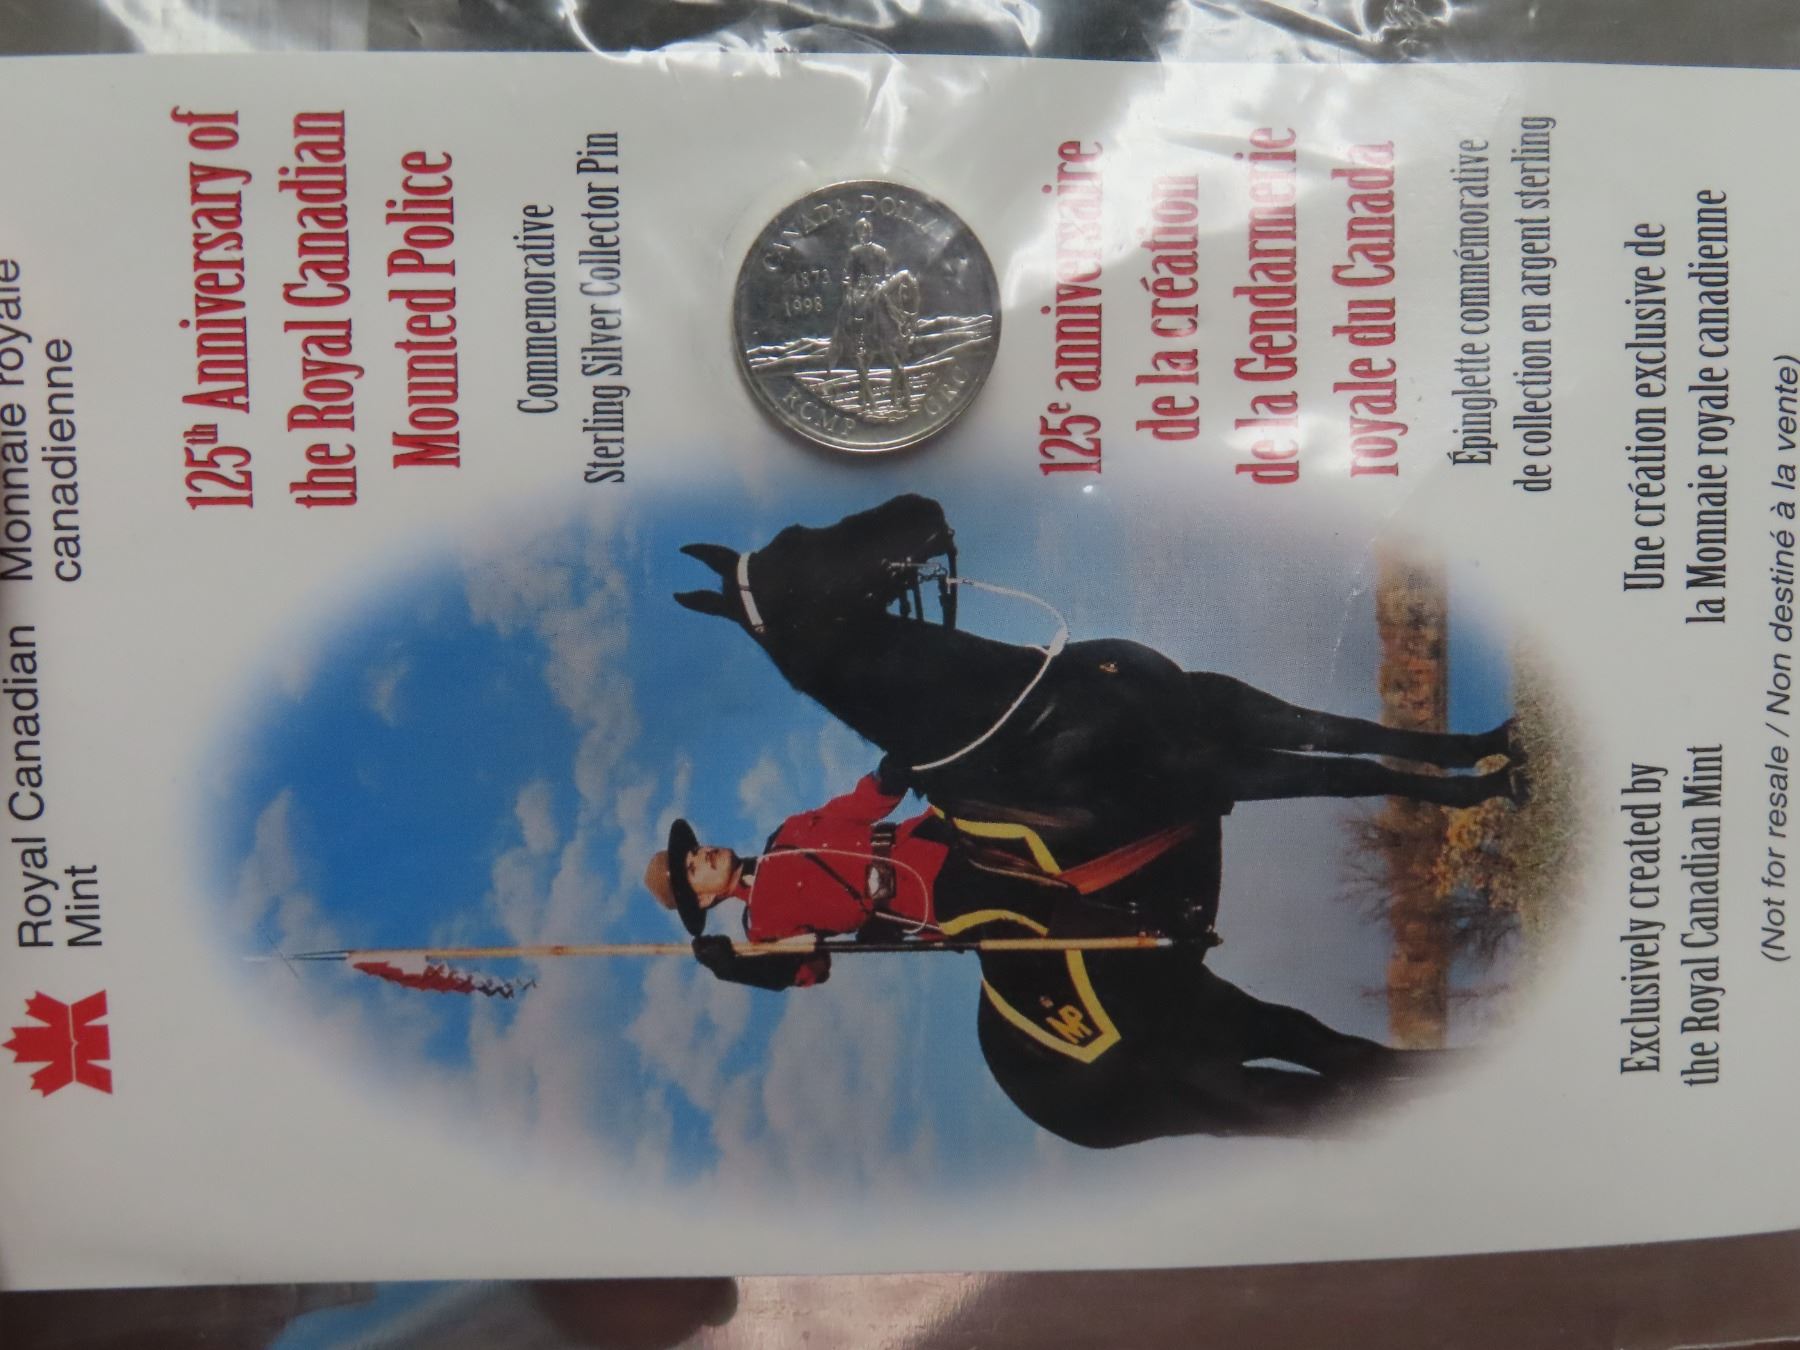 Royal Canadian
Mint
Monnaie royale
canadienne
125th Anniversary of
the Royal Canadian
Mounted Police
Commemorative
Sterling Silver Collector Pin
CANADA DOLLAR
1873
1998
RCMP GRC
125e anniversaire
de la création
de la Gendarmerie
royale du Canada
Épinglette commémorative
de collection en argent sterling
MP
Exclusively created by
the Royal Canadian Mint
Une création exclusive de
la Monnaie royale canadienne
(Not for resale / Non destiné à la vente)